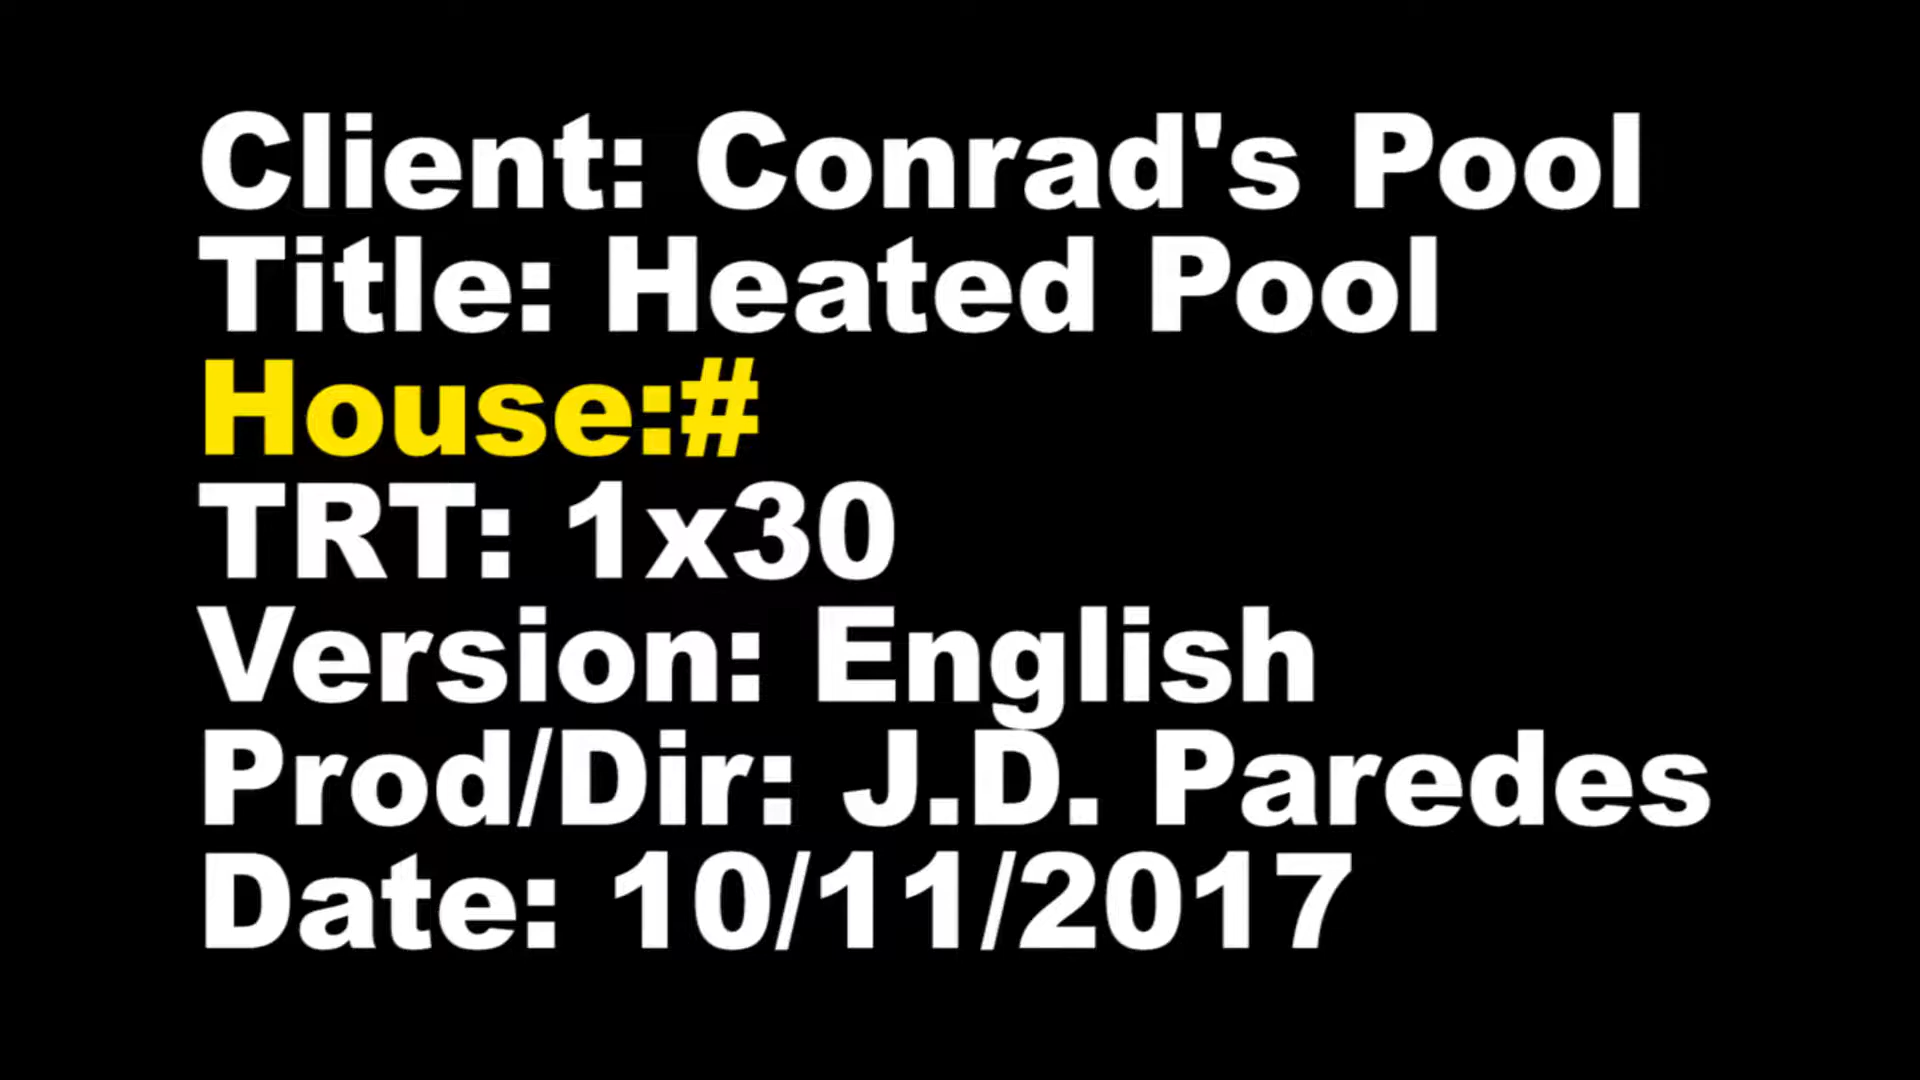 Client: Conrad's Pool
Title: Heated Pool
House:#
TRT: 1x30
Version: English
Prod/Dir: J.D. Paredes
Date: 10/11/2017